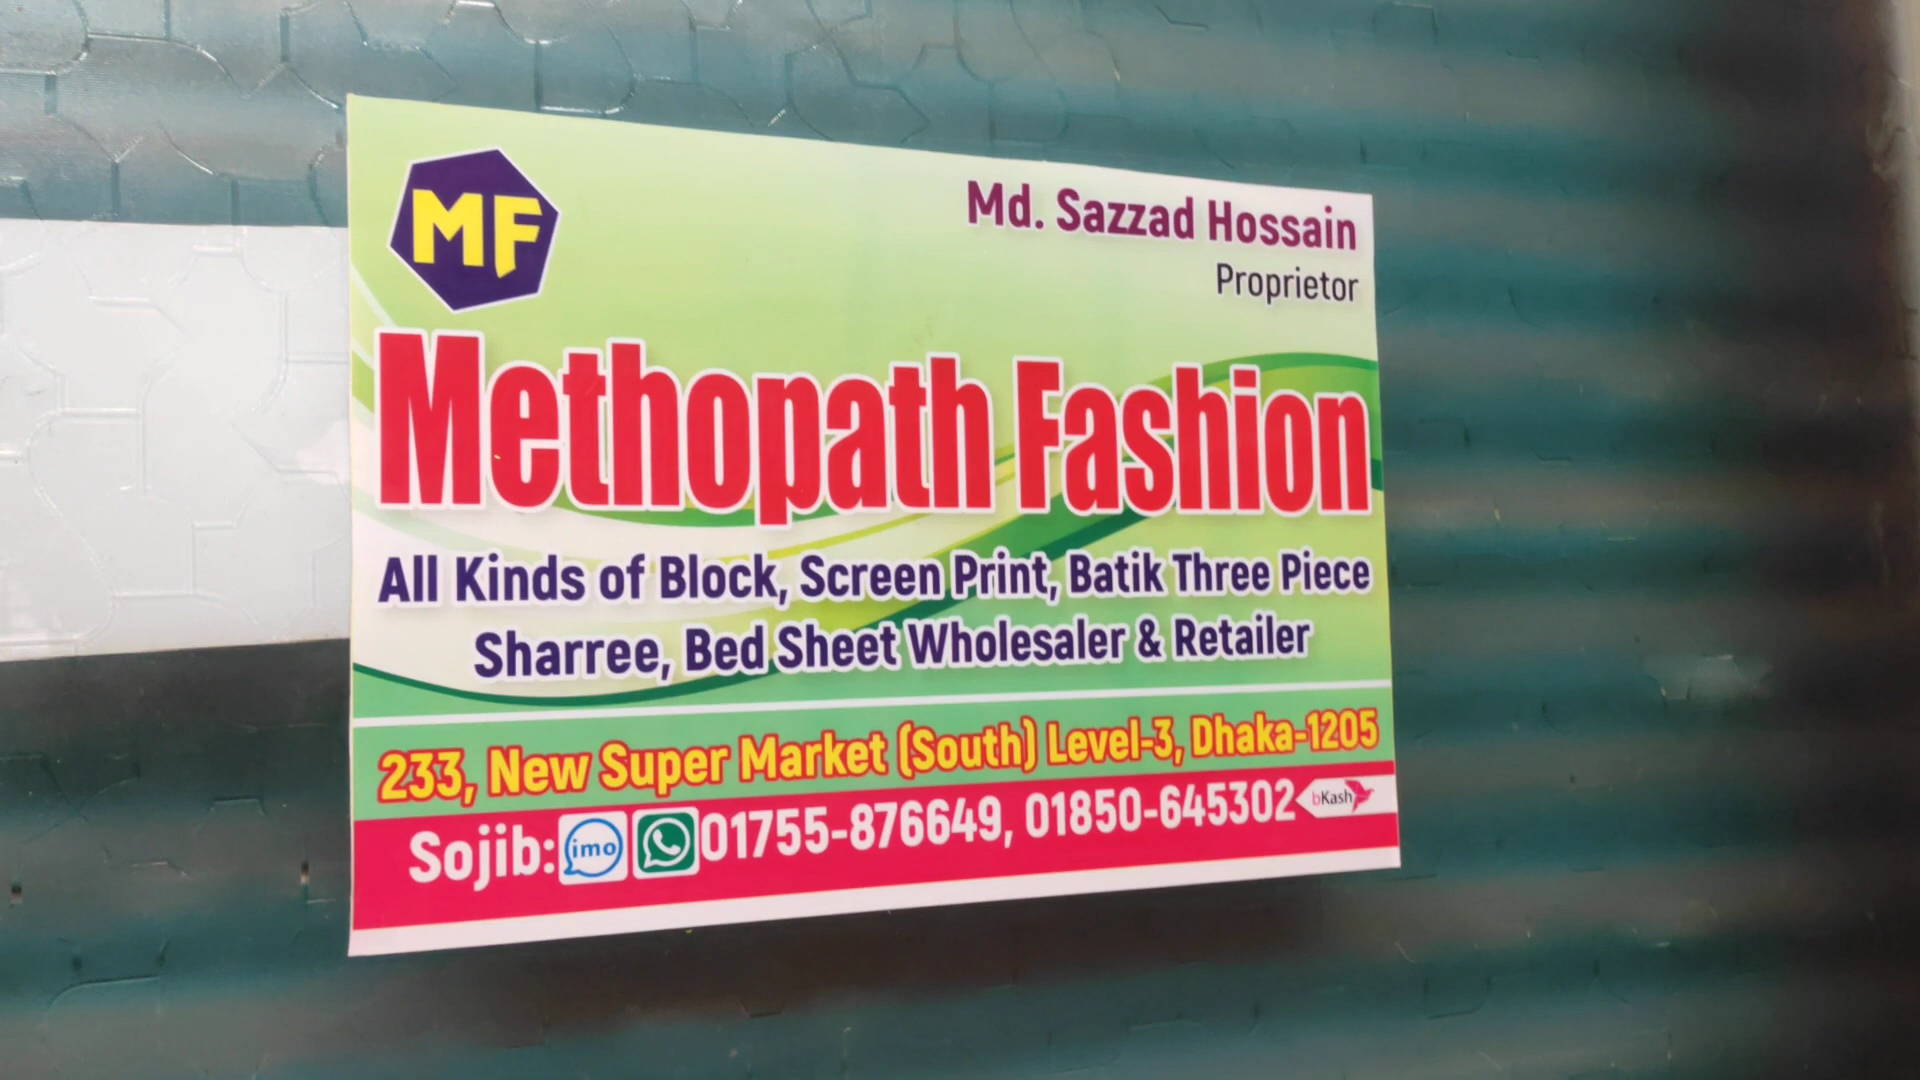 MF
Md. Sazzad Hossain
Proprietor
Methopath Fashion
All Kinds of Block, Screen Print, Batik Three Piece
Sharree, Bed Sheet Wholesaler & Retailer
233, New Super Market (South) Level-3, Dhaka-1205
Sojib: imo 01755-876649, 01850-645302 bKash